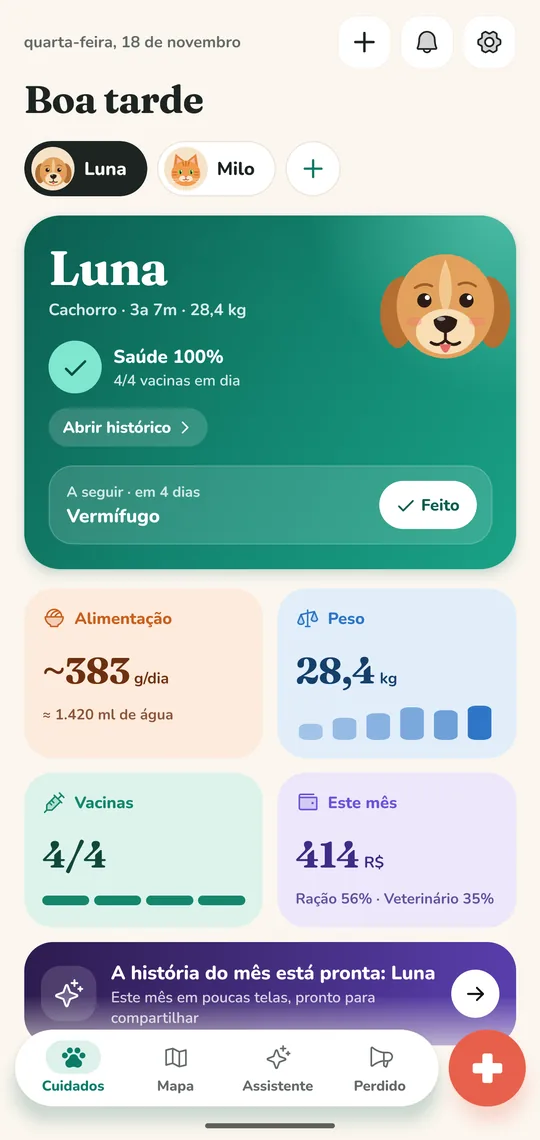 quarta-feira, 18 de novembro
Boa tarde
Luna
Milo
Luna
Cachorro · 3a 7m · 28,4 kg
Saúde 100%
4/4 vacinas em dia
Abrir histórico
A seguir · em 4 dias
Vermífugo
Feito
Alimentação
~383 g/dia
≈ 1.420 ml de água
Peso
28,4 kg
Vacinas
4/4
Este mês
414 R$
Ração 56% · Veterinário 35%
A história do mês está pronta: Luna
Este mês em poucas telas, pronto para
compartilhar
Cuidados
Mapa
Assistente
Perdido